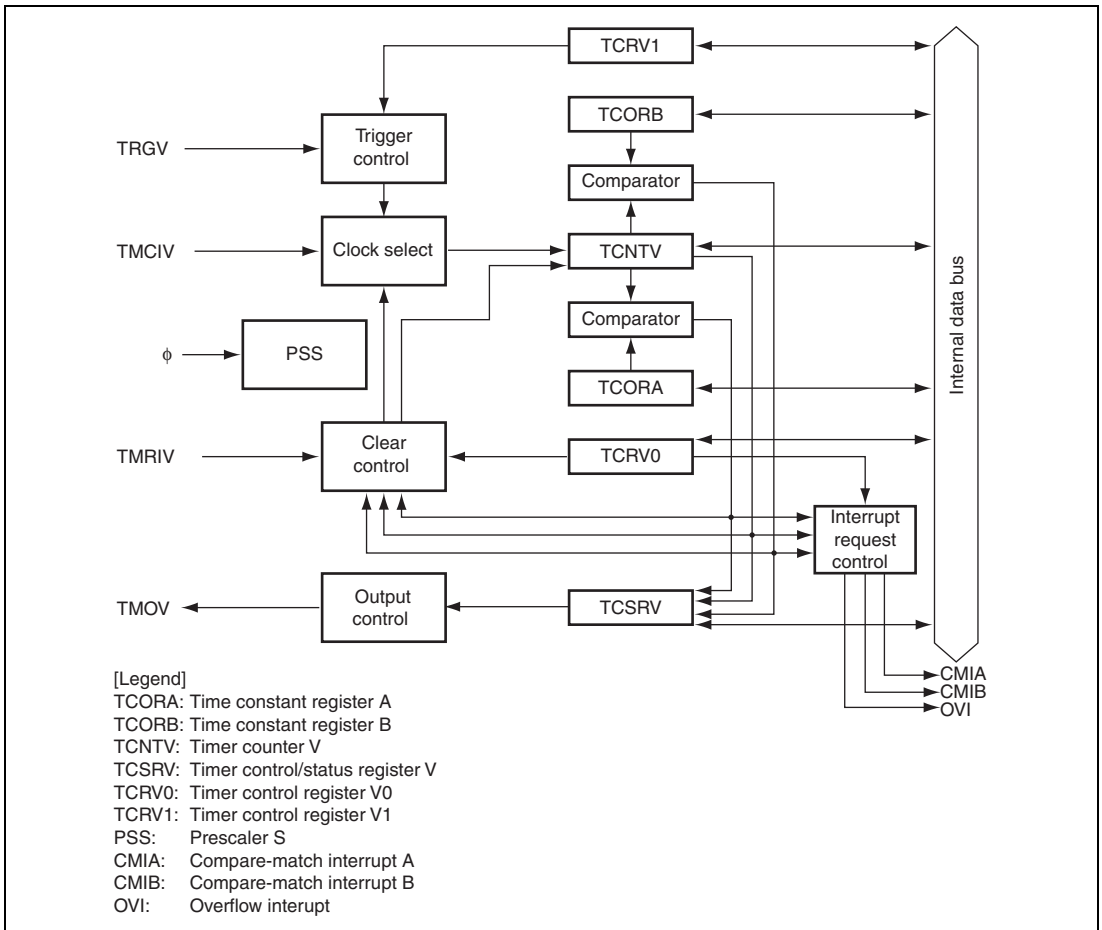 TCRV1
TCORB
TRGV
Trigger
control
Comparator
TMCIV
Clock select
TCNTV
Internal data bus
Comparator
ϕ
PSS
TCORA
TMRIV
Clear
control
TCRV0
Interrupt
request
control
TMOV
Output
control
TCSRV
CMIA
CMIB
OVI
[Legend]
TCORA: Time constant register A
TCORB: Time constant register B
TCNTV: Timer counter V
TCSRV: Timer control/status register V
TCRV0: Timer control register V0
TCRV1: Timer control register V1
PSS: Prescaler S
CMIA: Compare-match interrupt A
CMIB: Compare-match interrupt B
OVI: Overflow interupt